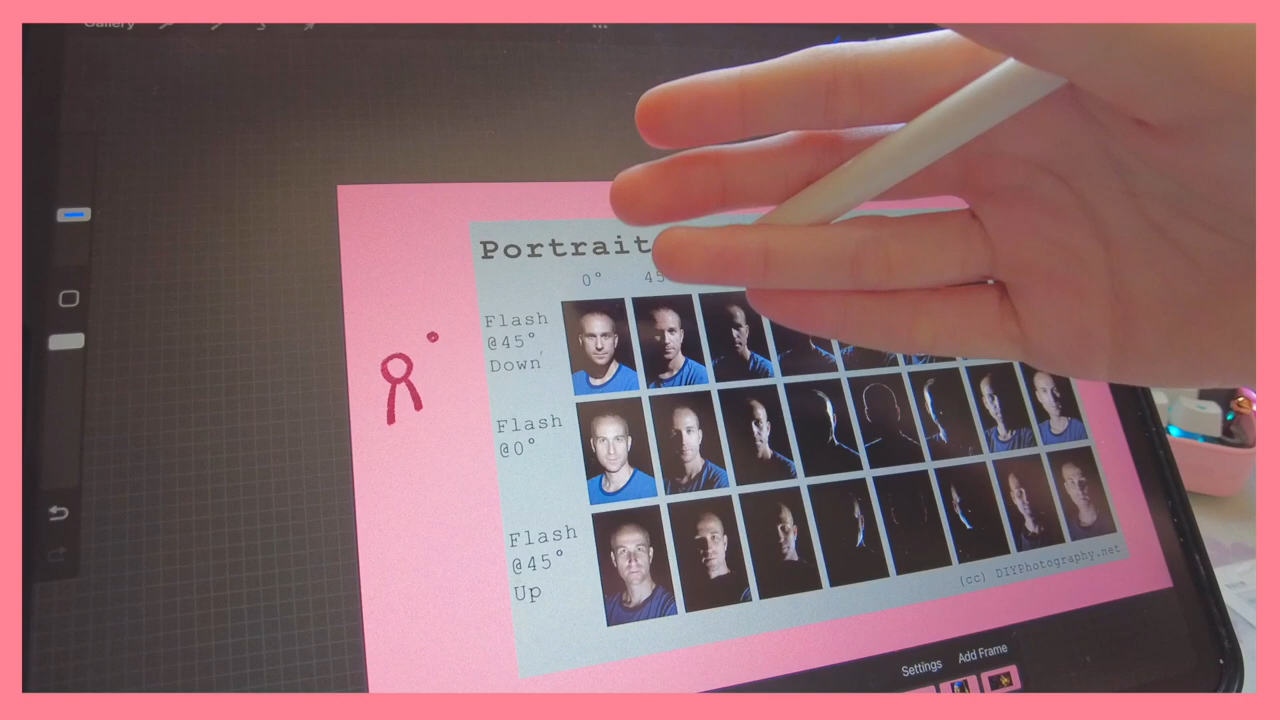 Gallery
Portrait
0° 45
Flash
@45°
Down
Flash
@0°
Flash
@45°
Up
(cc) DIYPhotography.net
Settings Add Frame